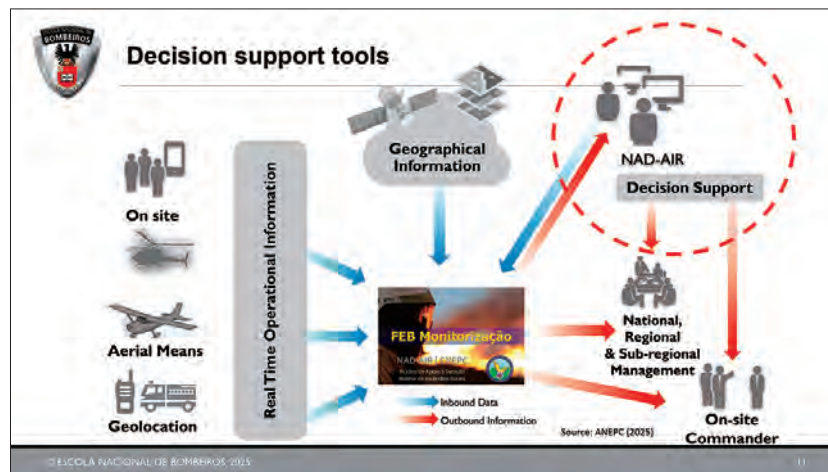 BOMBEIROS
Decision support tools
Geographical
Information
NAD-AIR
Decision Support
On site
Aerial Means
Geolocation
Real Time Operational Information
FEB Monitorização
NAD-AIR | ANEPC
National,
Regional
& Sub-regional
Management
On-site
Commander
Inbound Data
Outbound Information
Source: ANEPC (2025)
©ESCOLA NACIONAL DE BOMBEIROS 2025
11